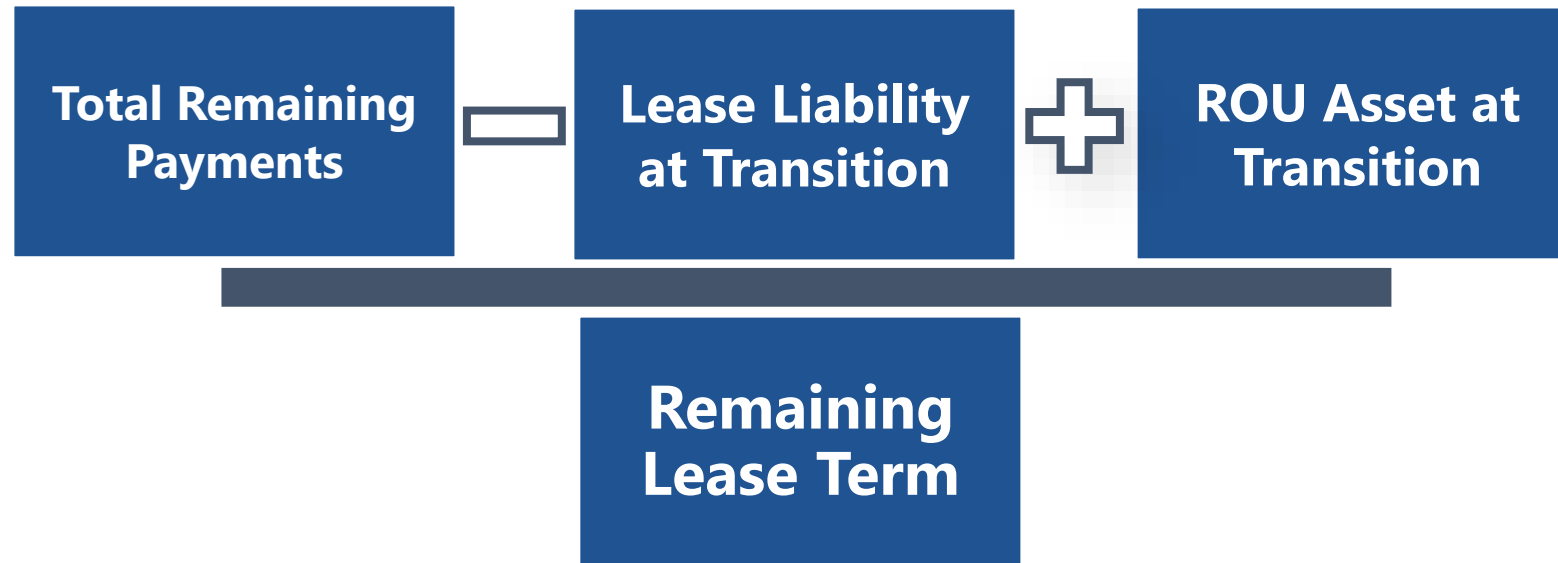 Total Remaining
Payments
Lease Liability
at Transition
ROU Asset at
Transition
Remaining
Lease Term